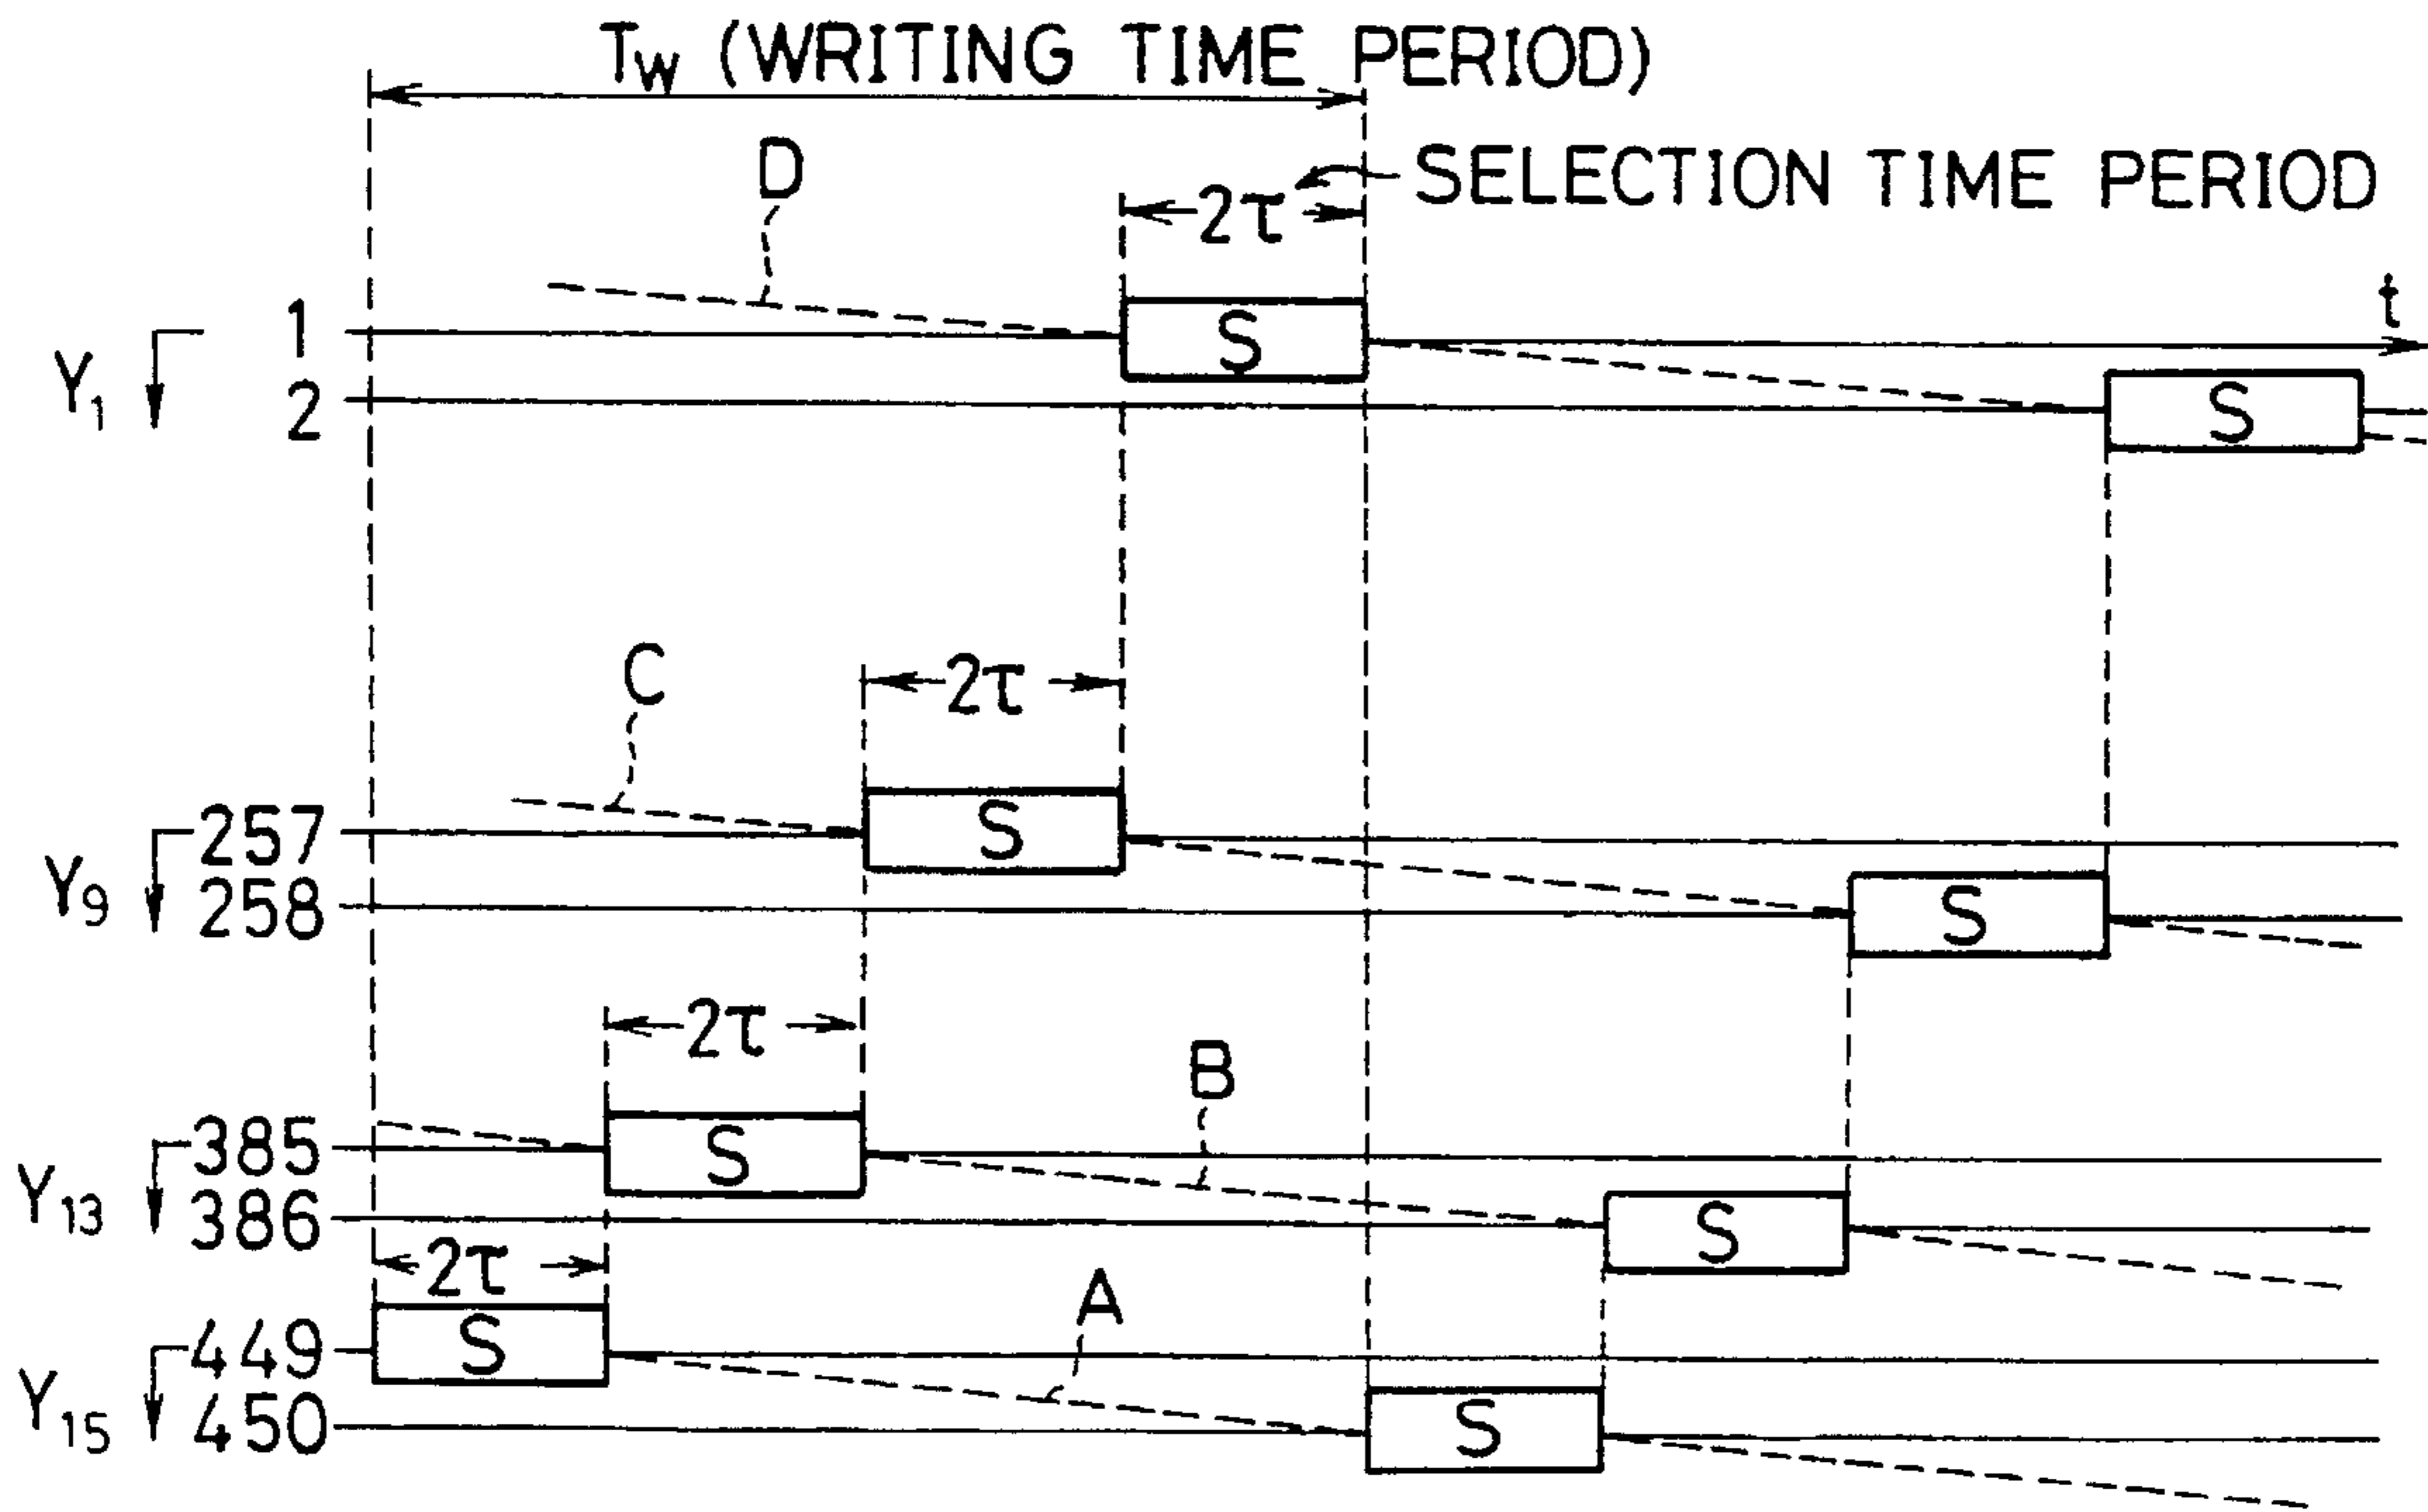 Tw (WRITING TIME PERIOD)
D
2τ SELECTION TIME PERIOD
t
Y1 1 S
2 S
C
2τ
Y9 257 S
258 S
2τ
B
Y13 385 S
386 S
2τ
A
Y15 449 S
450 S